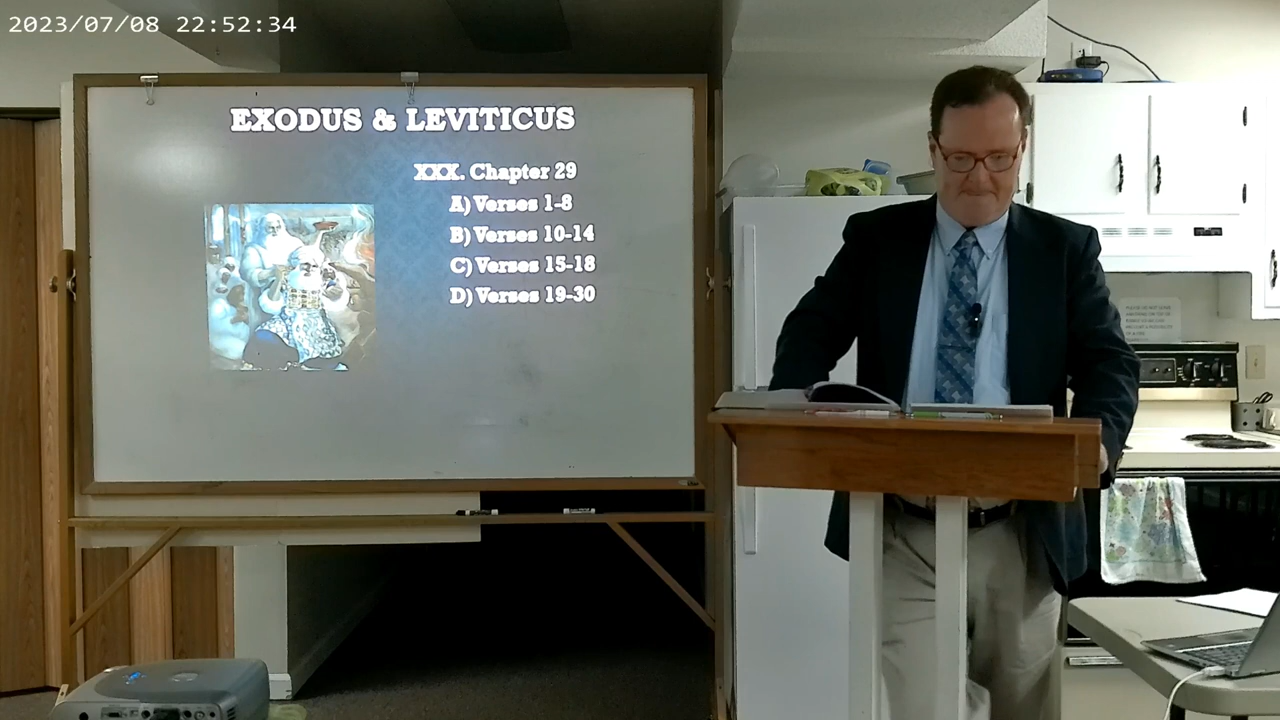 2023/07/08 22:52:34
EXODUS & LEVITICUS
XXX. Chapter 29
A) Verses 1-8
B) Verses 10-14
C) Verses 15-18
D) Verses 19-30